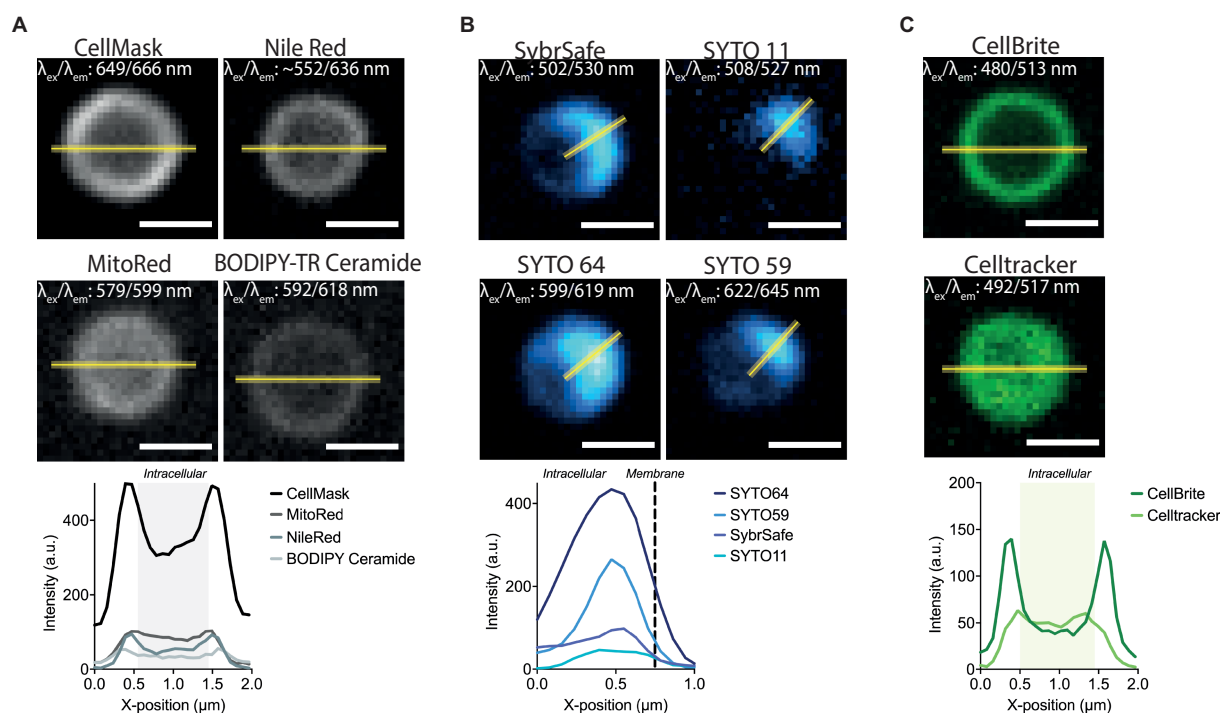 A
CellMask
λex/λem: 649/666 nm
Nile Red
λex/λem: ~552/636 nm
MitoRed
λex/λem: 579/599 nm
BODIPY-TR Ceramide
λex/λem: 592/618 nm
Intracellular
CellMask
MitoRed
NileRed
BODIPY Ceramide
Intensity (a.u.)
400
200
0
0.0 0.5 1.0 1.5 2.0
X-position (μm)
B
SybrSafe
λex/λem: 502/530 nm
SYTO 11
λex/λem: 508/527 nm
SYTO 64
λex/λem: 599/619 nm
SYTO 59
λex/λem: 622/645 nm
Intracellular Membrane
SYTO64
SYTO59
SybrSafe
SYTO11
Intensity (a.u.)
400
200
0
0.0 0.5 1.0
X-position (μm)
C
CellBrite
λex/λem: 480/513 nm
Celltracker
λex/λem: 492/517 nm
Intracellular
CellBrite
Celltracker
Intensity (a.u.)
200
150
100
50
0
0.0 0.5 1.0 1.5 2.0
X-position (μm)